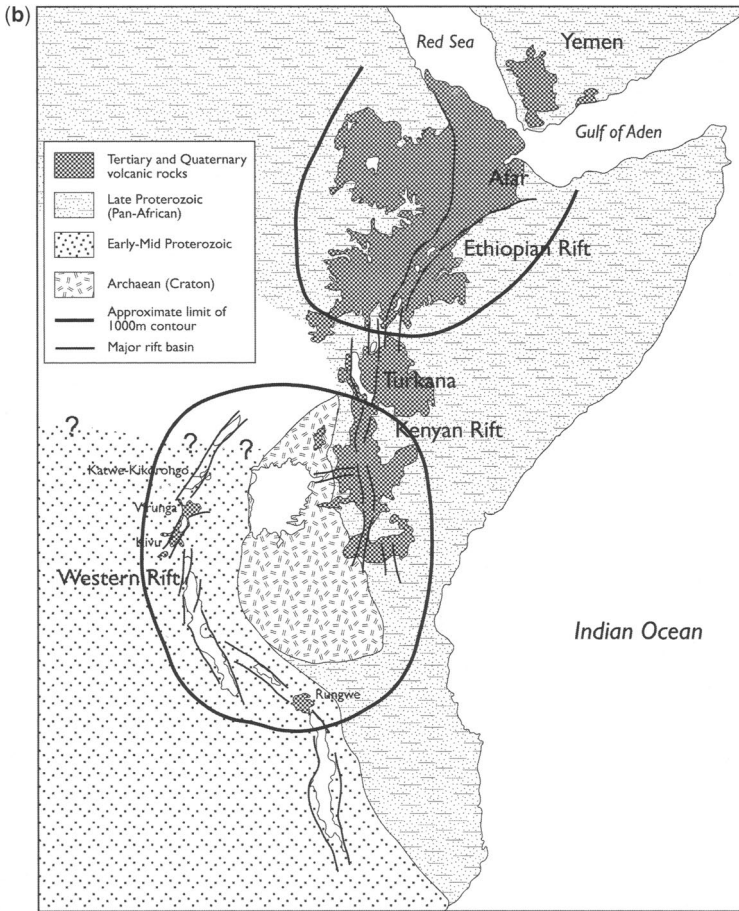 (b)
Red Sea
Yemen
Gulf of Aden
Tertiary and Quaternary
volcanic rocks
Late Proterozoic
(Pan-African)
Early-Mid Proterozoic
Archaean (Craton)
Approximate limit of
1000m contour
Major rift basin
Afar
Ethiopian Rift
Turkana
Kenyan Rift
?
?
?
Katwe-Kikorongo
Virunga
Kivu
Western Rift
Indian Ocean
Rungwe